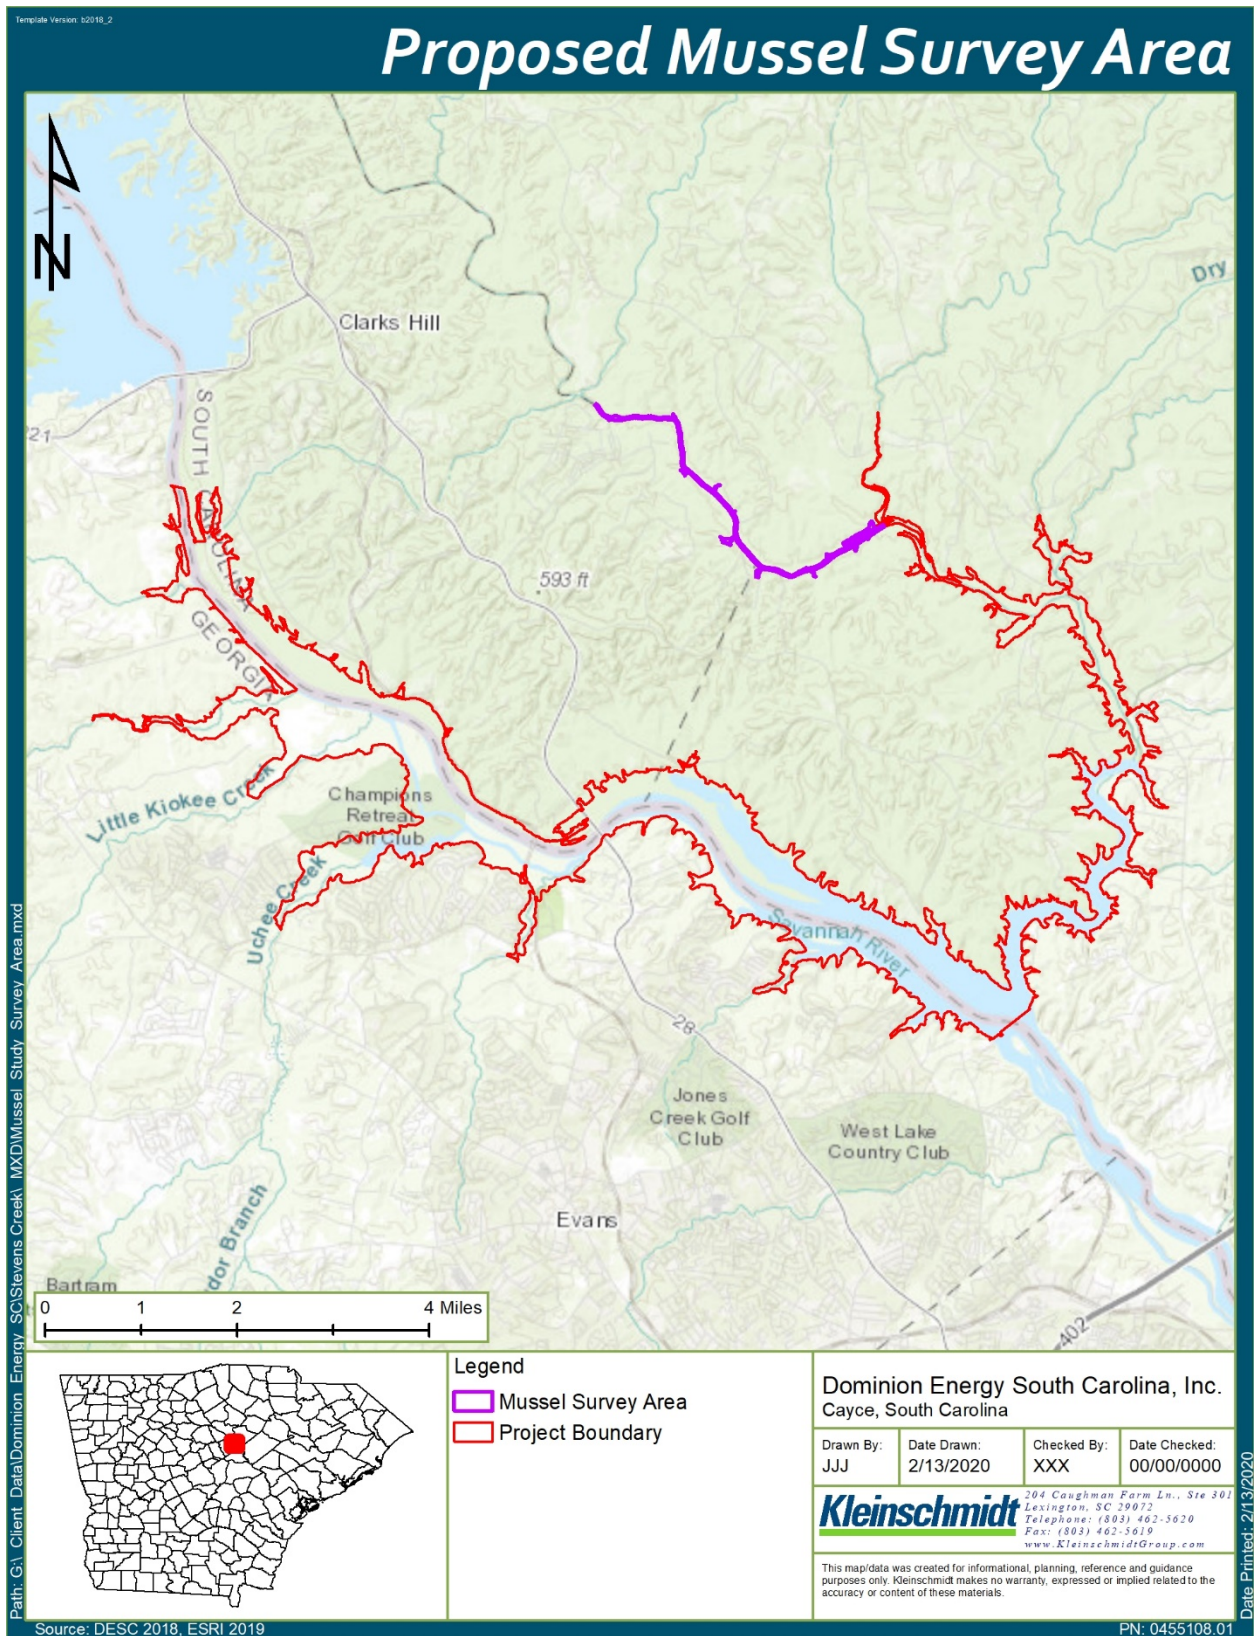 Template Version: b2018_2
Proposed Mussel Survey Area
N
Clarks Hill
Dry
SOUTH CAROLINA
GEORGIA
593 ft
Little Kiokee Creek
Champions
Retreat
Golf Club
Uchee Creek
Savannah River
28
Jones
Creek Golf
Club
West Lake
Country Club
Evans
Bartram
402
0 1 2 4 Miles
Legend
Mussel Survey Area
Project Boundary
Dominion Energy South Carolina, Inc.
Cayce, South Carolina
Drawn By:
JJJ
Date Drawn:
2/13/2020
Checked By:
XXX
Date Checked:
00/00/0000
Kleinschmidt
204 Caughman Farm Ln., Ste 301
Lexington, SC 29072
Telephone: (803) 462-5620
Fax: (803) 462-5619
www.KleinschmidtGroup.com
This map/data was created for informational, planning, reference and guidance
purposes only. Kleinschmidt makes no warranty, expressed or implied related to the
accuracy or content of these materials.
Path: G:\ Client Data\Dominion Energy SC\Stevens Creek\ MXD\Mussel Study Survey Area.mxd
Date Printed: 2/13/2020
Source: DESC 2018, ESRI 2019
PN: 0455108.01